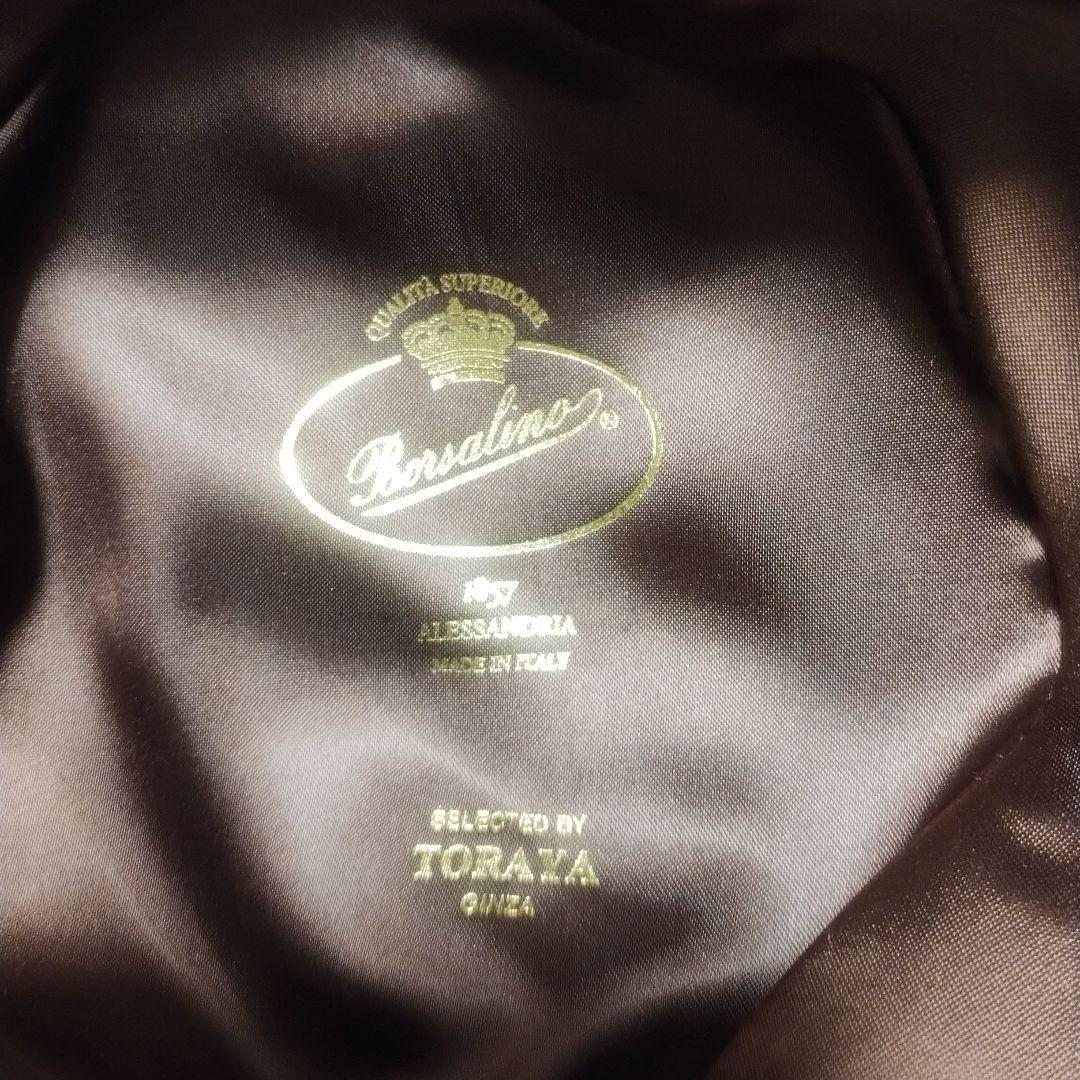 QUALITÀ SUPERIORE
Borsalino®
1857
ALESSANDRIA
MADE IN ITALY
SELECTED BY
TORAYA
GINZA